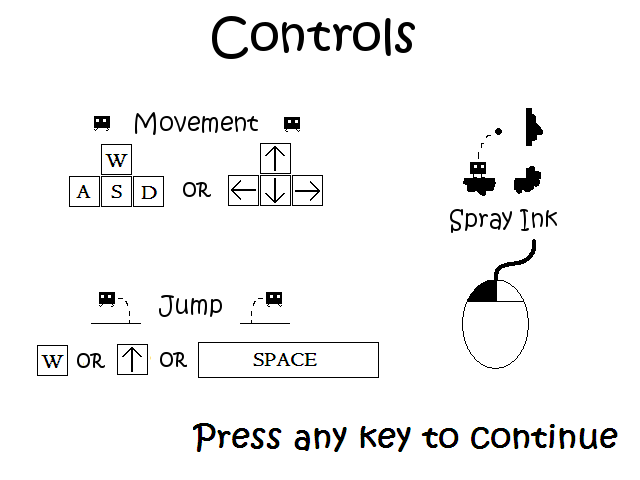 Controls
Movement
W
A S D OR
Spray Ink
Jump
W OR OR SPACE
Press any key to continue